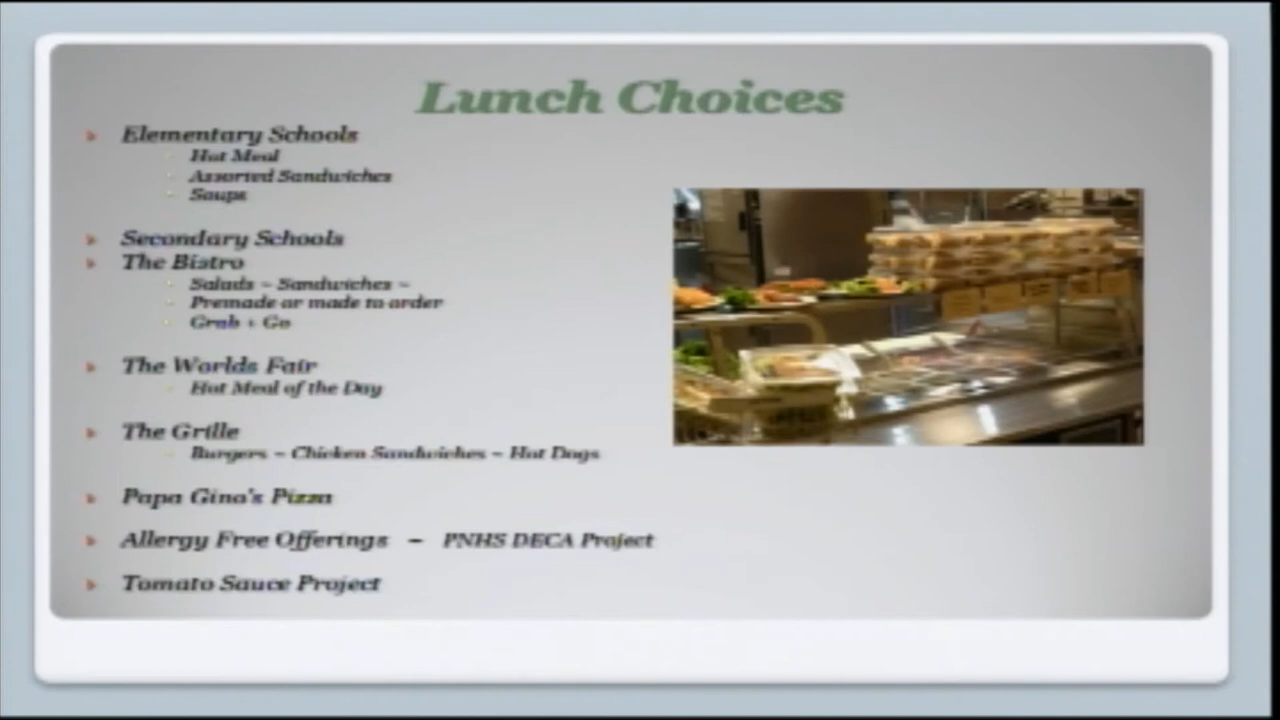 Lunch Choices
Elementary Schools
Hot Meal
Assorted Sandwiches
Soups
Secondary Schools
The Bistro
Salads ~ Sandwiches ~
Premade or made to order
Grab + Go
The Worlds Fair
Hot Meal of the Day
The Grille
Burgers ~ Chicken Sandwiches ~ Hot Dogs
Papa Gino's Pizza
Allergy Free Offerings ~ PNHS DECA Project
Tomato Sauce Project